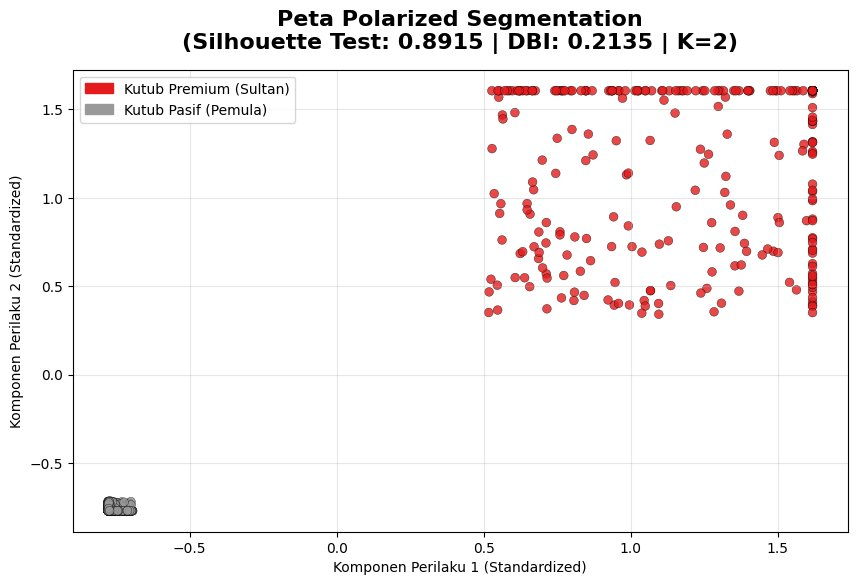 Peta Polarized Segmentation
(Silhouette Test: 0.8915 | DBI: 0.2135 | K=2)
Kutub Premium (Sultan)
Kutub Pasif (Pemula)
Komponen Perilaku 2 (Standardized)
1.5
1.0
0.5
0.0
−0.5
−0.5
0.0
0.5
1.0
1.5
Komponen Perilaku 1 (Standardized)